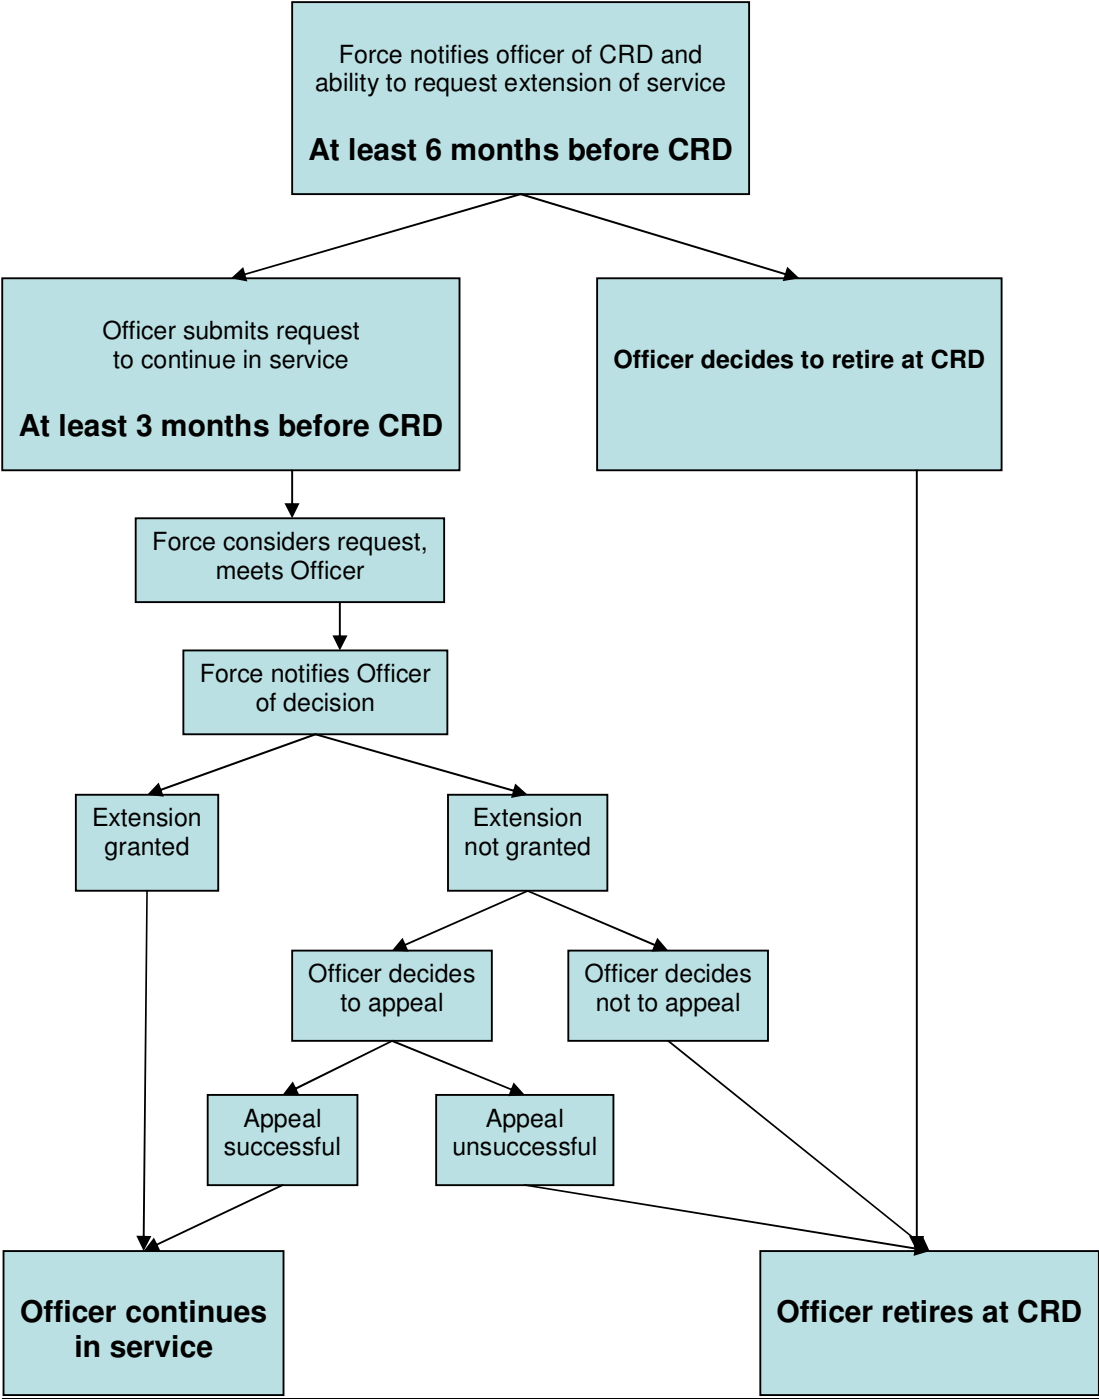 Force notifies officer of CRD and
ability to request extension of service
At least 6 months before CRD
Officer submits request
to continue in service
At least 3 months before CRD
Officer decides to retire at CRD
Force considers request,
meets Officer
Force notifies Officer
of decision
Extension
granted
Extension
not granted
Officer decides
to appeal
Officer decides
not to appeal
Appeal
successful
Appeal
unsuccessful
Officer continues
in service
Officer retires at CRD